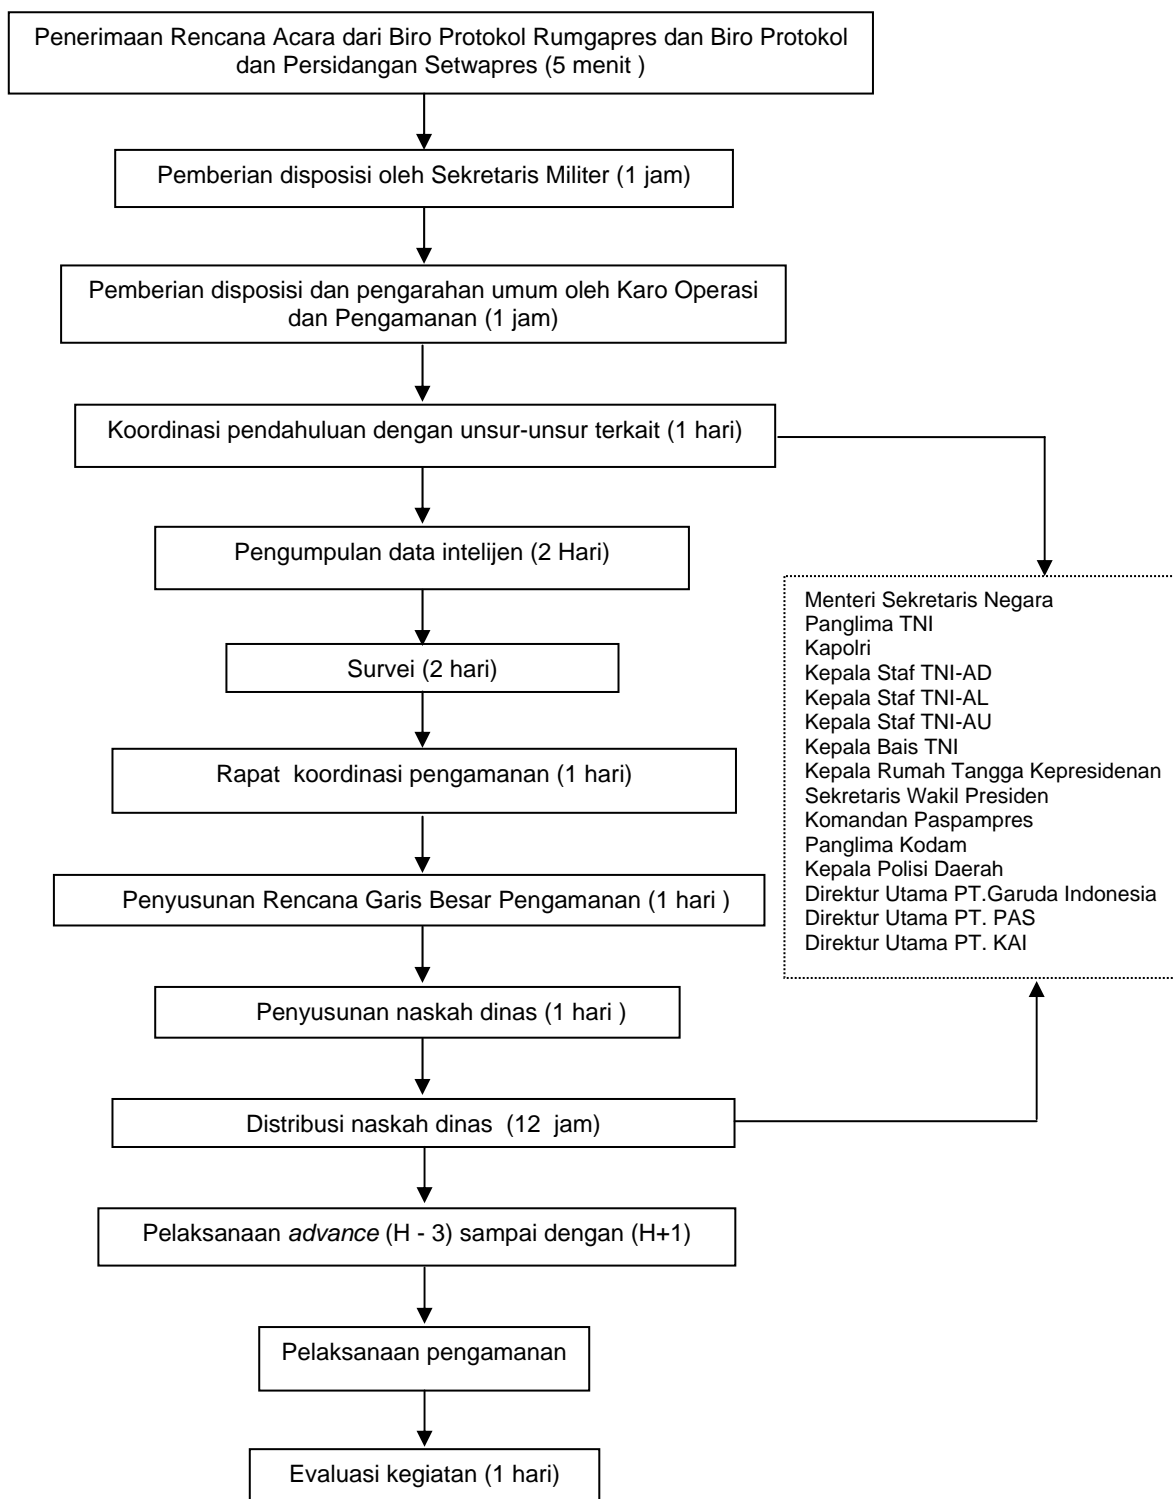 Penerimaan Rencana Acara dari Biro Protokol Rumgapres dan Biro Protokol
dan Persidangan Setwapres (5 menit )
Pemberian disposisi oleh Sekretaris Militer (1 jam)
Pemberian disposisi dan pengarahan umum oleh Karo Operasi
dan Pengamanan (1 jam)
Koordinasi pendahuluan dengan unsur-unsur terkait (1 hari)
Pengumpulan data intelijen (2 Hari)
Survei (2 hari)
Rapat  koordinasi pengamanan (1 hari)
Penyusunan Rencana Garis Besar Pengamanan (1 hari )
Penyusunan naskah dinas (1 hari )
Distribusi naskah dinas  (12  jam)
Pelaksanaan advance (H - 3) sampai dengan (H+1)
Pelaksanaan pengamanan
Evaluasi kegiatan (1 hari)
Menteri Sekretaris Negara
Panglima TNI
Kapolri
Kepala Staf TNI-AD
Kepala Staf TNI-AL
Kepala Staf TNI-AU
Kepala Bais TNI
Kepala Rumah Tangga Kepresidenan
Sekretaris Wakil Presiden
Komandan Paspampres
Panglima Kodam
Kepala Polisi Daerah
Direktur Utama PT.Garuda Indonesia
Direktur Utama PT. PAS
Direktur Utama PT. KAI